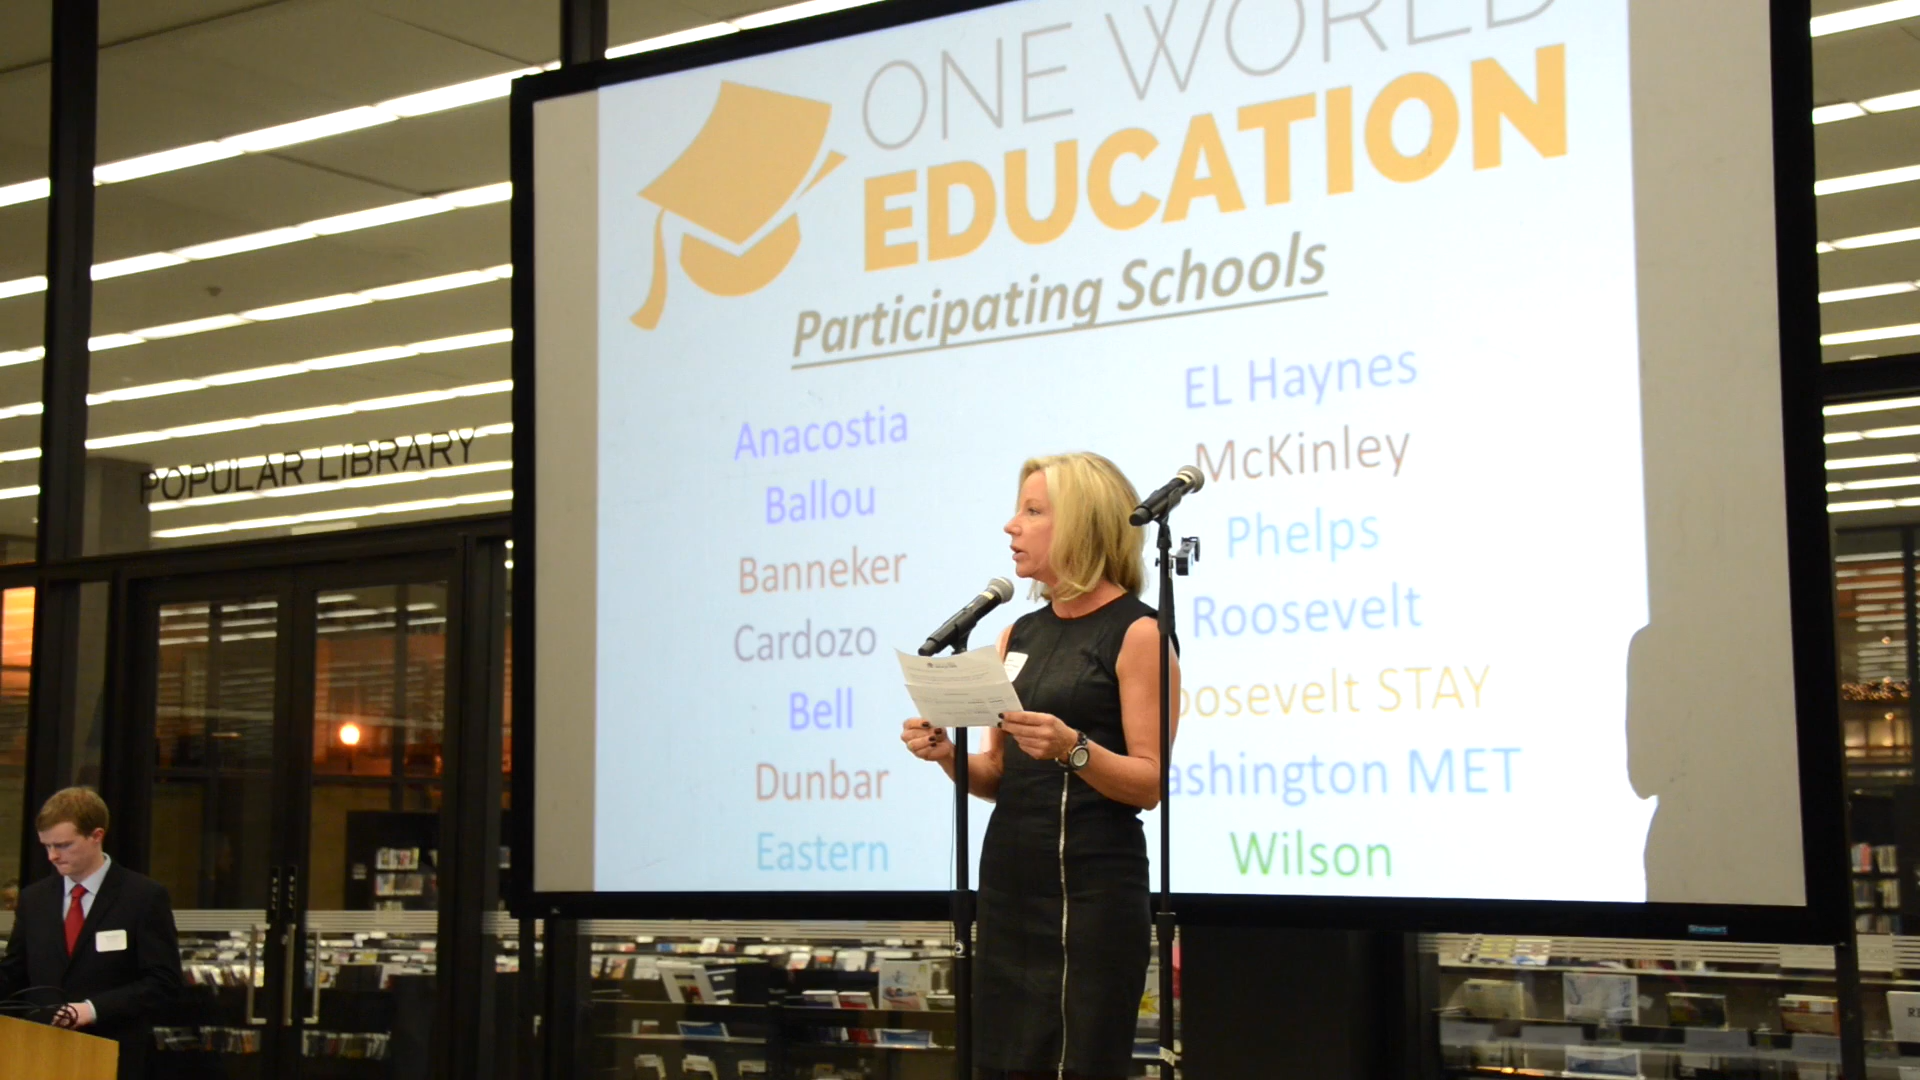 ONE WORLD
EDUCATION
Participating Schools
Anacostia
Ballou
Banneker
Cardozo
Bell
Dunbar
Eastern
EL Haynes
McKinley
Phelps
Roosevelt
oosevelt STAY
ashington MET
Wilson
POPULAR LIBRARY
Stewart